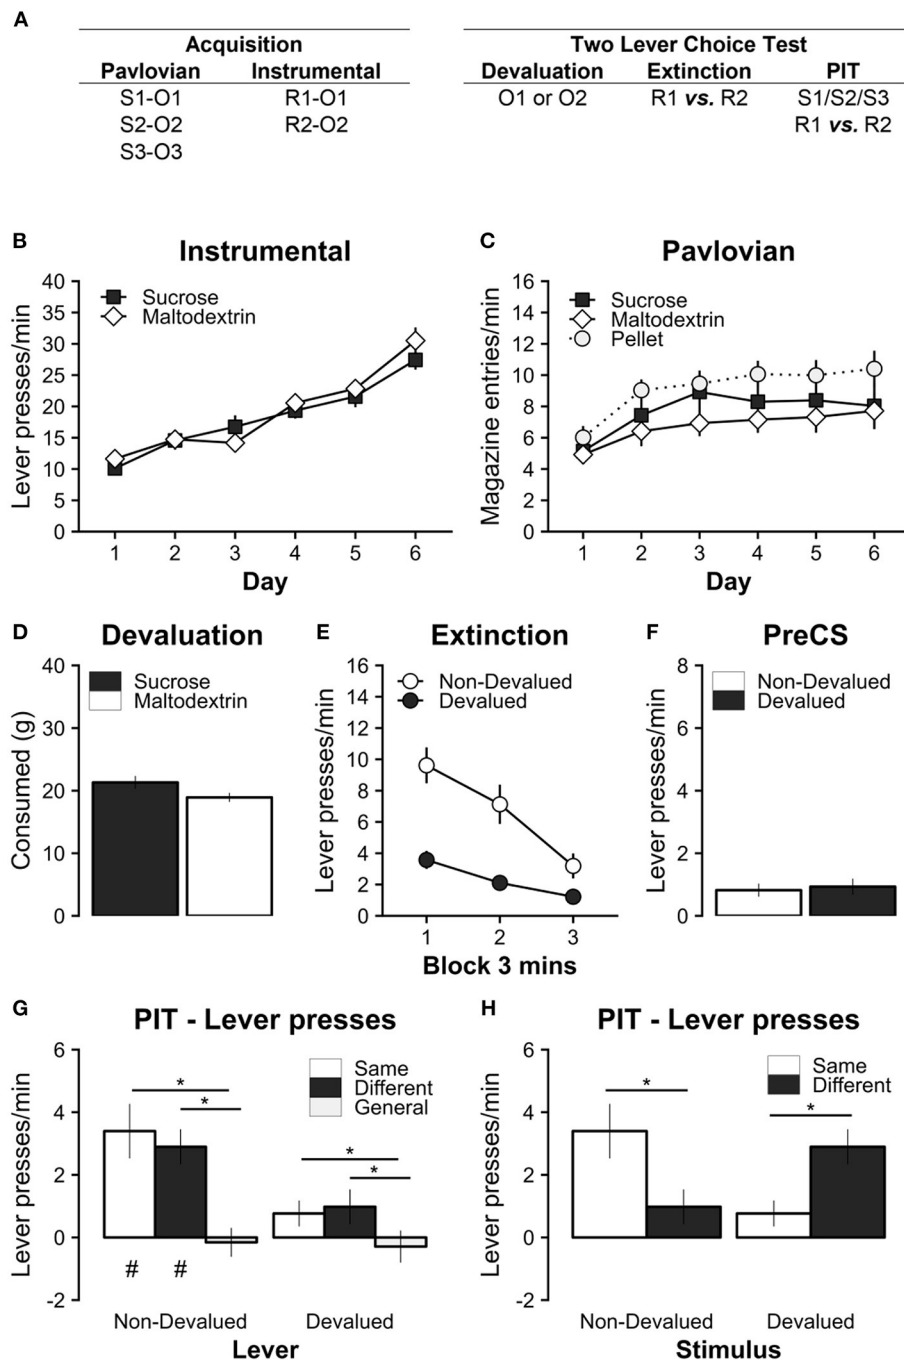 A
Acquisition
Pavlovian Instrumental
S1-O1 R1-O1
S2-O2 R2-O2
S3-O3
Two Lever Choice Test
Devaluation Extinction PIT
O1 or O2 R1 vs. R2 S1/S2/S3
R1 vs. R2
B
Instrumental
Lever presses/min
40
35
30
25
20
15
10
5
0
Sucrose
Maltodextrin
1 2 3 4 5 6
Day
C
Pavlovian
Magazine entries/min
16
14
12
10
8
6
4
2
0
Sucrose
Maltodextrin
Pellet
1 2 3 4 5 6
Day
D
Devaluation
Consumed (g)
40
30
20
10
0
Sucrose
Maltodextrin
E
Extinction
Lever presses/min
16
14
12
10
8
6
4
2
0
Non-Devalued
Devalued
1 2 3
Block 3 mins
F
PreCS
Lever presses/min
8
6
4
2
0
Non-Devalued
Devalued
G
PIT - Lever presses
Lever presses/min
6
4
2
0
-2
Same
Different
General
* * * *
# #
Non-Devalued Devalued
Lever
H
PIT - Lever presses
Lever presses/min
6
4
2
0
-2
Same
Different
* *
Non-Devalued Devalued
Stimulus